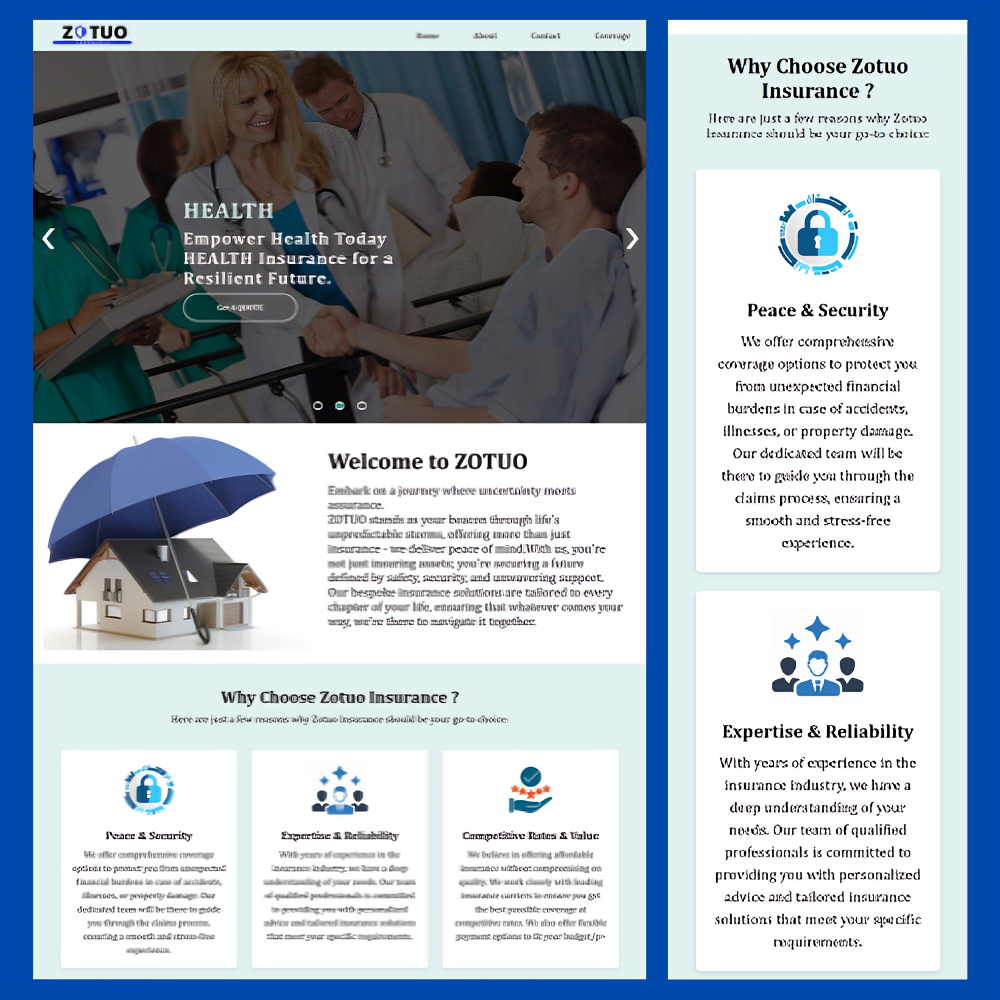 ZOTUO
Home About Contact Coverage
HEALTH
Empower Health Today
HEALTH Insurance for a
Resilient Future.
Get A QUOTE
Welcome to ZOTUO
Embark on a journey where uncertainty meets
assurance.
ZOTUO stands as your beacon through life's
unpredictable storms, offering more than just
insurance - we deliver peace of mind.With us, you're
not just insuring assets; you're securing a future
defined by safety, security, and unwavering support.
Our bespoke insurance solutions are tailored to every
chapter of your life, ensuring that whatever comes your
way, we're there to navigate it together.
Why Choose Zotuo Insurance ?
Here are just a few reasons why Zotuo Insurance should be your go-to choice:
Peace & Security
We offer comprehensive coverage
options to protect you from unexpected
financial burdens in case of accidents,
illnesses, or property damage. Our
dedicated team will be there to guide
you through the claims process,
ensuring a smooth and stress-free
experience.
Expertise & Reliability
With years of experience in the
insurance industry, we have a deep
understanding of your needs. Our team
of qualified professionals is committed
to providing you with personalized
advice and tailored insurance solutions
that meet your specific requirements.
Competitive Rates & Value
We believe in offering affordable
insurance without compromising on
quality. We work closely with leading
insurance carriers to ensure you get
the best possible coverage at
competitive rates. We also offer flexible
payment options to fit your budget./p>
Why Choose Zotuo
Insurance ?
Here are just a few reasons why Zotuo
Insurance should be your go-to choice:
Peace & Security
We offer comprehensive
coverage options to protect you
from unexpected financial
burdens in case of accidents,
illnesses, or property damage.
Our dedicated team will be
there to guide you through the
claims process, ensuring a
smooth and stress-free
experience.
Expertise & Reliability
With years of experience in the
insurance industry, we have a
deep understanding of your
needs. Our team of qualified
professionals is committed to
providing you with personalized
advice and tailored insurance
solutions that meet your specific
requirements.